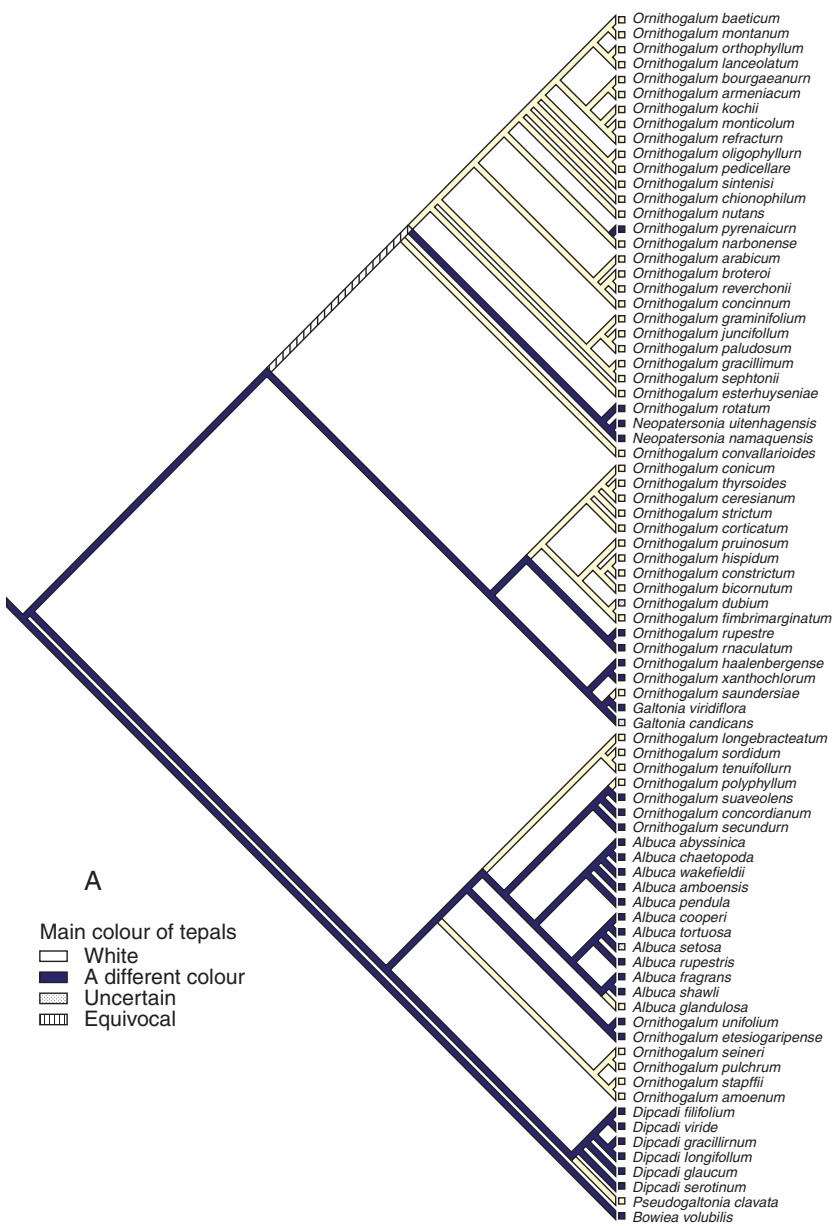 Ornithogalum baeticum
Ornithogalum montanum
Ornithogalum orthophyllum
Ornithogalum lanceolatum
Ornithogalum bourgaeanurn
Ornithogalum armeniacum
Ornithogalum kochii
Ornithogalum monticolum
Ornithogalum refracturn
Ornithogalum oligophyllurn
Ornithogalum pedicellare
Ornithogalum sintenisi
Ornithogalum chionophilum
Ornithogalum nutans
Ornithogalum pyrenaicurn
Ornithogalum narbonense
Ornithogalum arabicum
Ornithogalum broteroi
Ornithogalum reverchonii
Ornithogalum concinnum
Ornithogalum graminifolium
Ornithogalum juncifollum
Ornithogalum paludosum
Ornithogalum gracillimum
Ornithogalum sephtonii
Ornithogalum esterhuyseniae
Ornithogalum rotatum
Neopatersonia uitenhagensis
Neopatersonia namaquensis
Ornithogalum convallarioides
Ornithogalum conicum
Ornithogalum thyrsoides
Ornithogalum ceresianum
Ornithogalum strictum
Ornithogalum corticatum
Ornithogalum pruinosum
Ornithogalum hispidum
Ornithogalum constrictum
Ornithogalum bicornutum
Ornithogalum dubium
Ornithogalum fimbrimarginatum
Ornithogalum rupestre
Ornithogalum rnaculatum
Ornithogalum haalenbergense
Ornithogalum xanthochlorum
Ornithogalum saundersiae
Galtonia viridiflora
Galtonia candicans
Ornithogalum longebracteatum
Ornithogalum sordidum
Ornithogalum tenuifollurn
Ornithogalum polyphyllum
Ornithogalum suaveolens
Ornithogalum concordianum
Ornithogalum secundurn
Albuca abyssinica
Albuca chaetopoda
Albuca wakefieldii
Albuca amboensis
Albuca pendula
Albuca cooperi
Albuca tortuosa
Albuca setosa
Albuca rupestris
Albuca fragrans
Albuca shawli
Albuca glandulosa
Ornithogalum unifolium
Ornithogalum etesiogaripense
Ornithogalum seineri
Ornithogalum pulchrum
Ornithogalum stapffii
Ornithogalum amoenum
Dipcadi filifolium
Dipcadi viride
Dipcadi gracillirnum
Dipcadi Iongifollum
Dipcadi glaucum
Dipcadi serotinum
Pseudogaltonia clavata
Bowiea volubilis
A
Main colour of tepals
White
A different colour
Uncertain
Equivocal